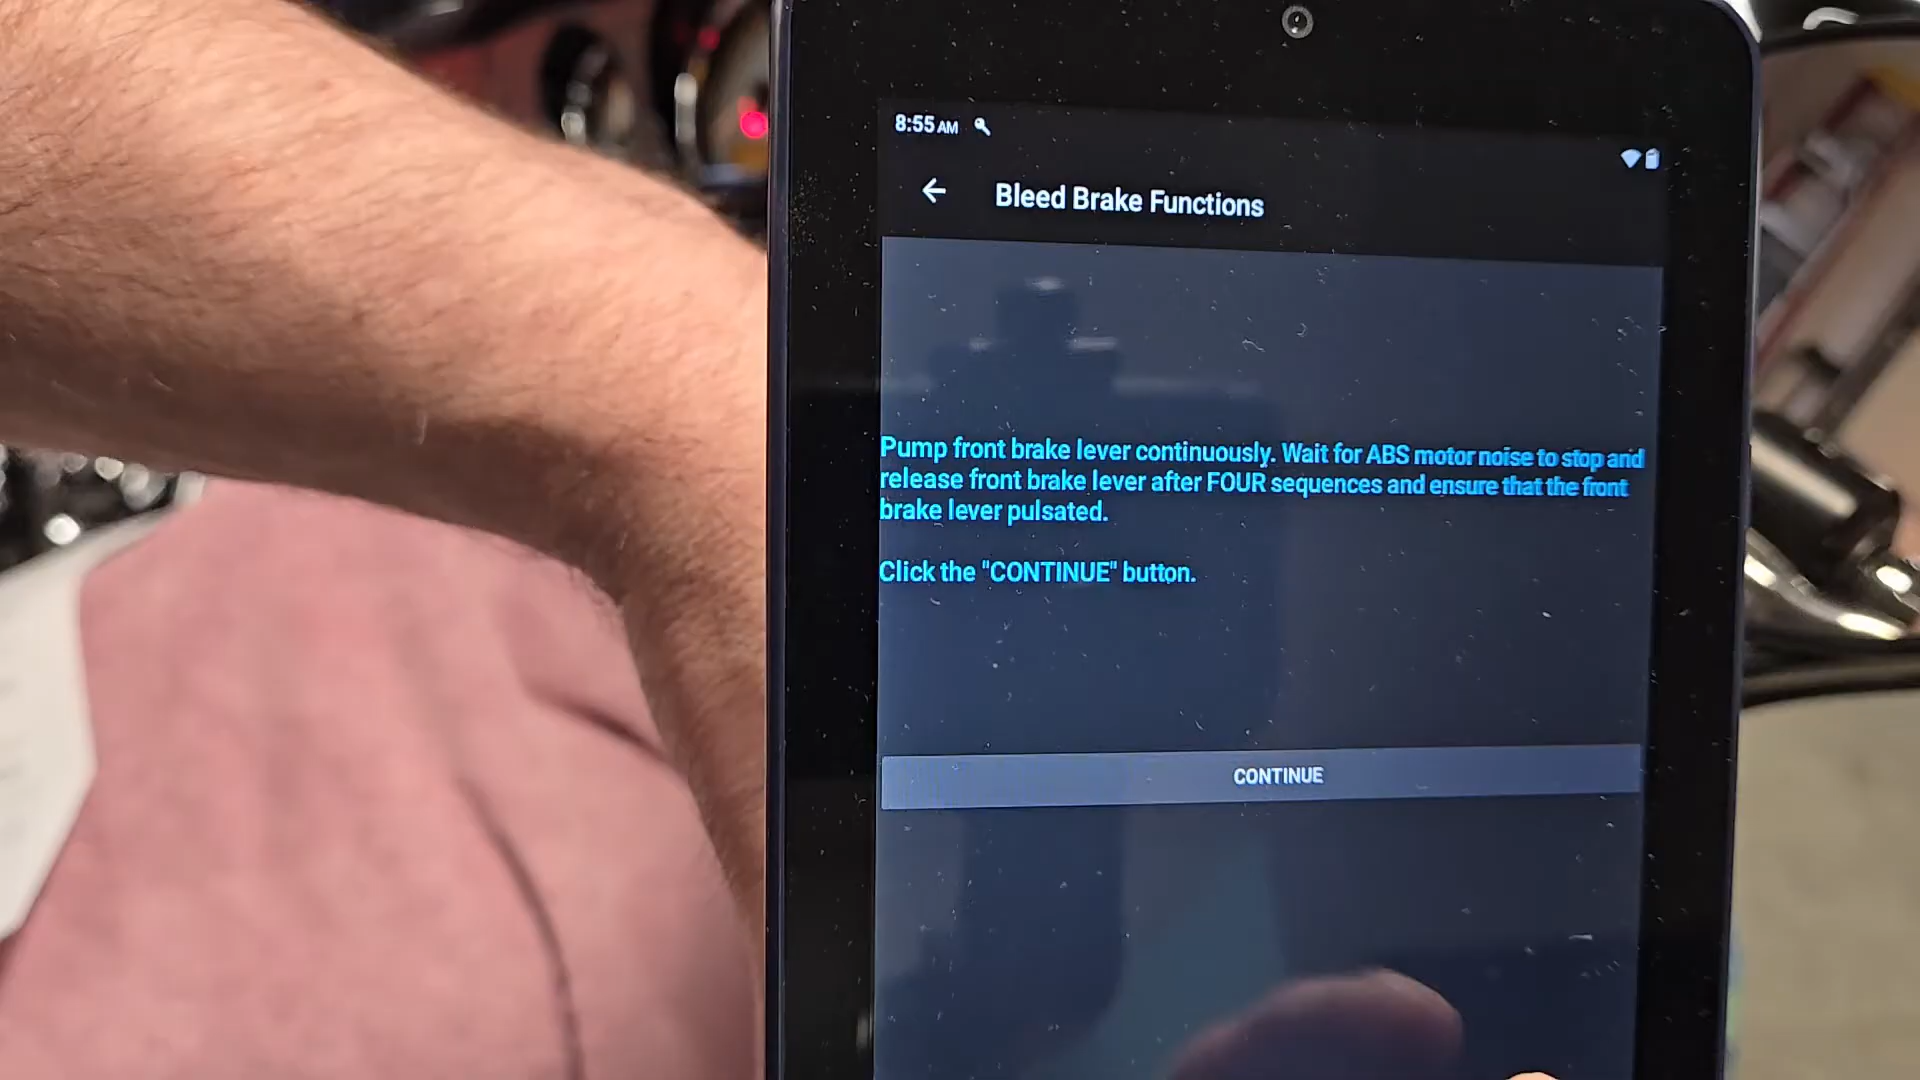 8:55 AM
Bleed Brake Functions
Pump front brake lever continuously. Wait for ABS motor noise to stop and
release front brake lever after FOUR sequences and ensure that the front
brake lever pulsated.
Click the "CONTINUE" button.
CONTINUE